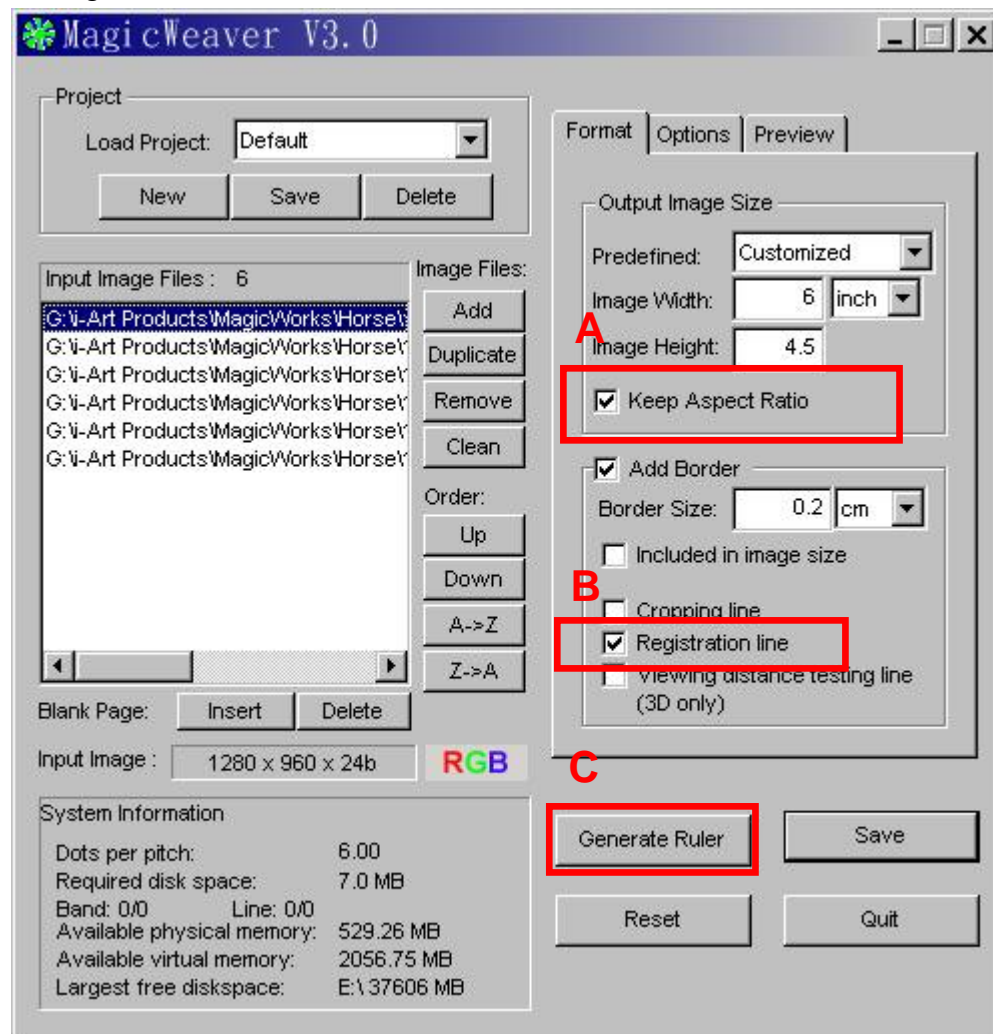 MagicWeaver V3.0
Project
Load Project: Default
New Save Delete
Input Image Files : 6
G:\i-Art Products\MagicWorks\Horse\
G:\i-Art Products\MagicWorks\Horse\
G:\i-Art Products\MagicWorks\Horse\
G:\i-Art Products\MagicWorks\Horse\
G:\i-Art Products\MagicWorks\Horse\
G:\i-Art Products\MagicWorks\Horse\
Image Files:
Add
Duplicate
Remove
Clean
Order:
Up
Down
A->Z
Z->A
Blank Page: Insert Delete
Input Image : 1280 x 960 x 24b RGB
System Information
Dots per pitch: 6.00
Required disk space: 7.0 MB
Band: 0/0 Line: 0/0
Available physical memory: 529.26 MB
Available virtual memory: 2056.75 MB
Largest free diskspace: E:\ 37606 MB
Format Options Preview
Output Image Size
Predefined: Customized
Image Width: 6 inch
A
Image Height: 4.5
Keep Aspect Ratio
Add Border
Border Size: 0.2 cm
Included in image size
B
Cropping line
Registration line
Viewing distance testing line
(3D only)
C
Generate Ruler Save
Reset Quit